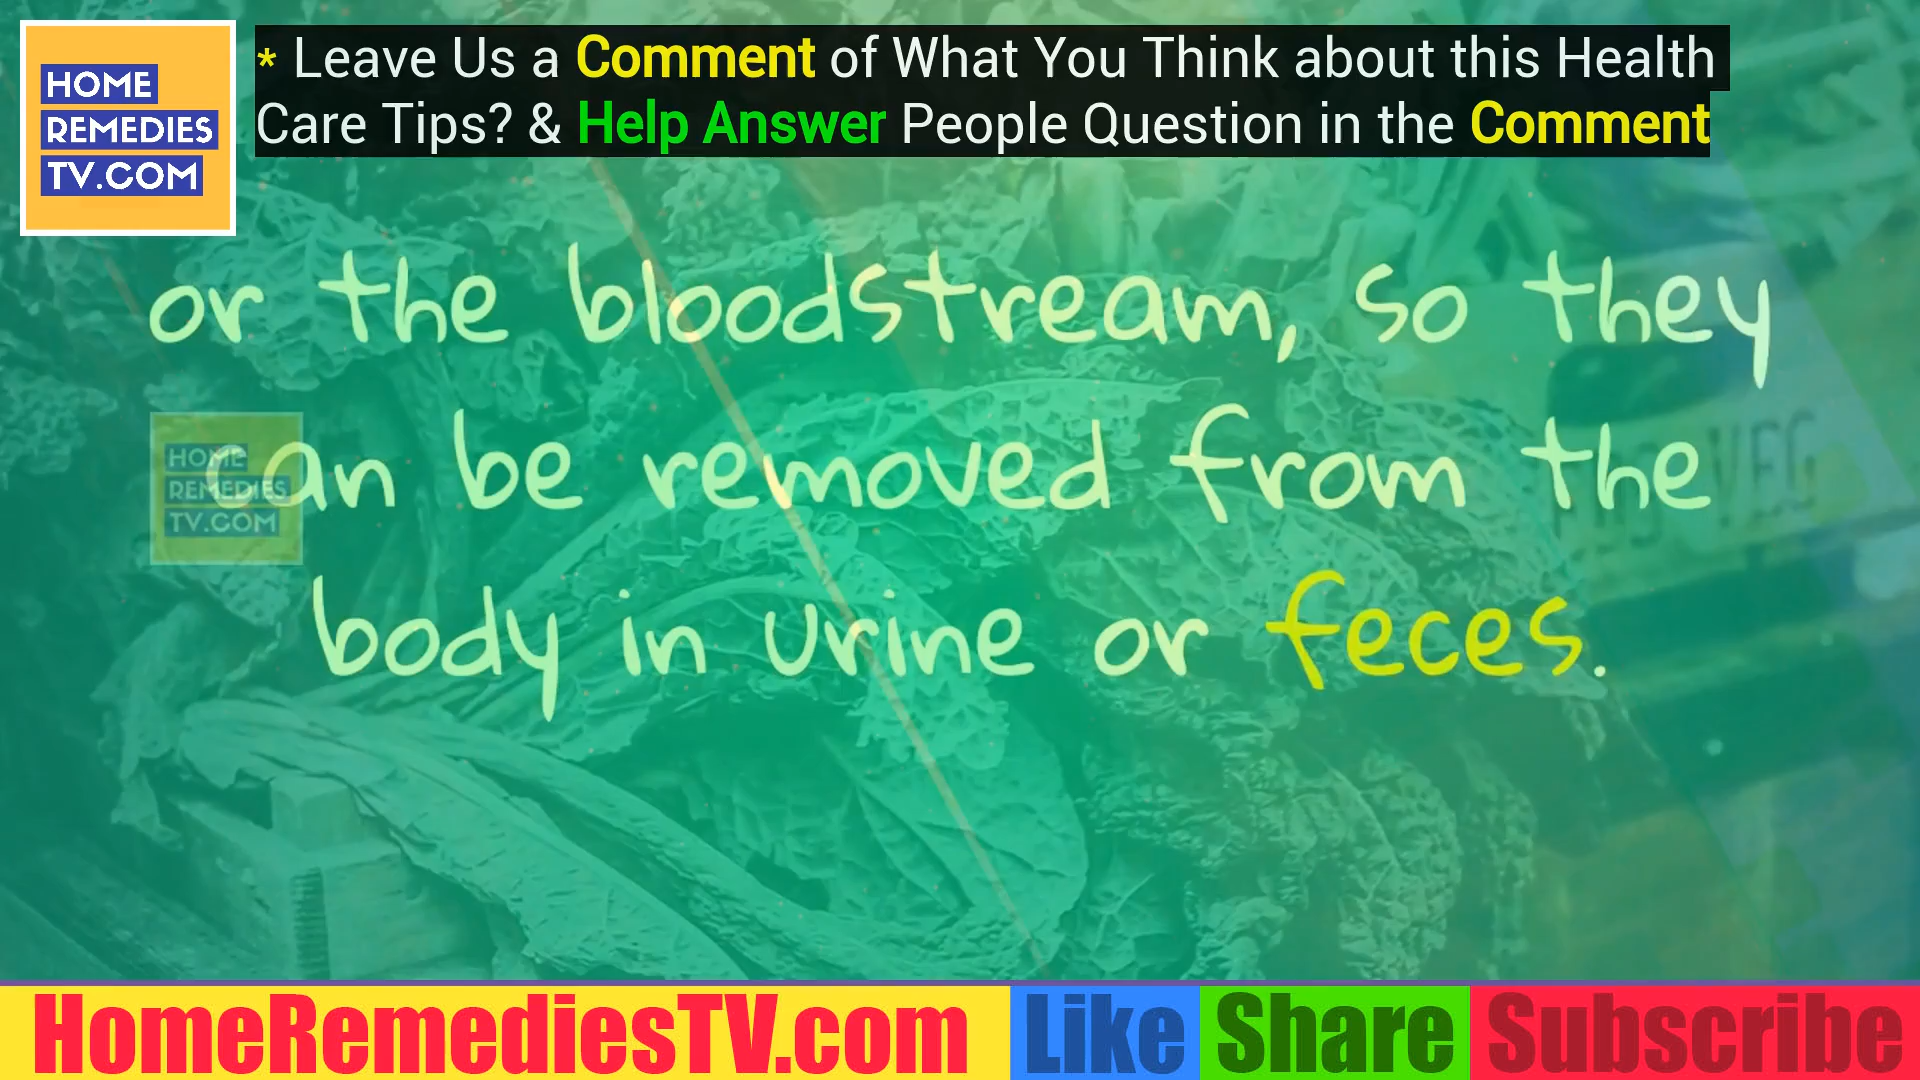 HOME
REMEDIES
TV.COM
* Leave Us a Comment of What You Think about this Health
Care Tips? & Help Answer People Question in the Comment
or the bloodstream, so they
can be removed from the
body in urine or feces.
HOME
REMEDIES
TV.COM
VEG
HomeRemediesTV.com Like Share Subscribe